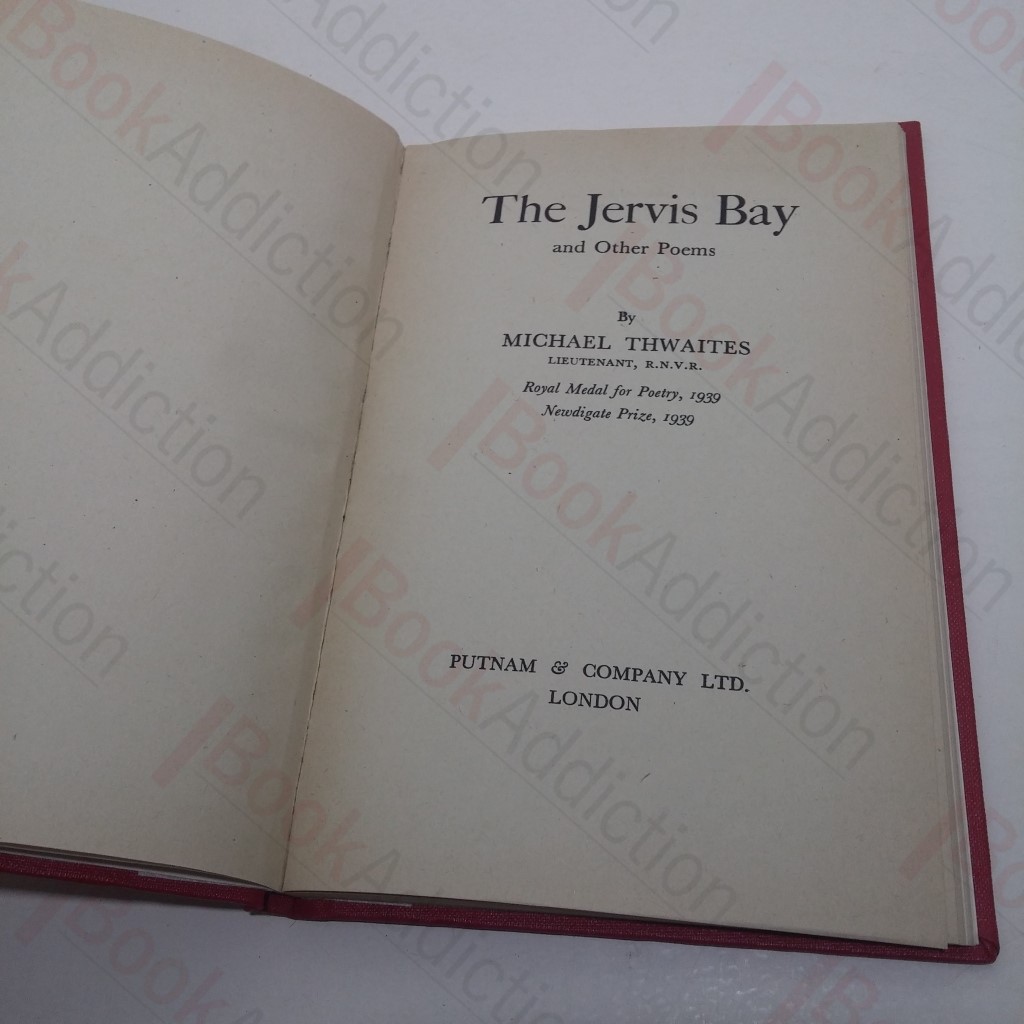 The Jervis Bay
and Other Poems
By
MICHAEL THWAITES
LIEUTENANT, R.N.V.R.
Royal Medal for Poetry, 1939
Newdigate Prize, 1939
PUTNAM & COMPANY LTD.
LONDON
BookAddiction